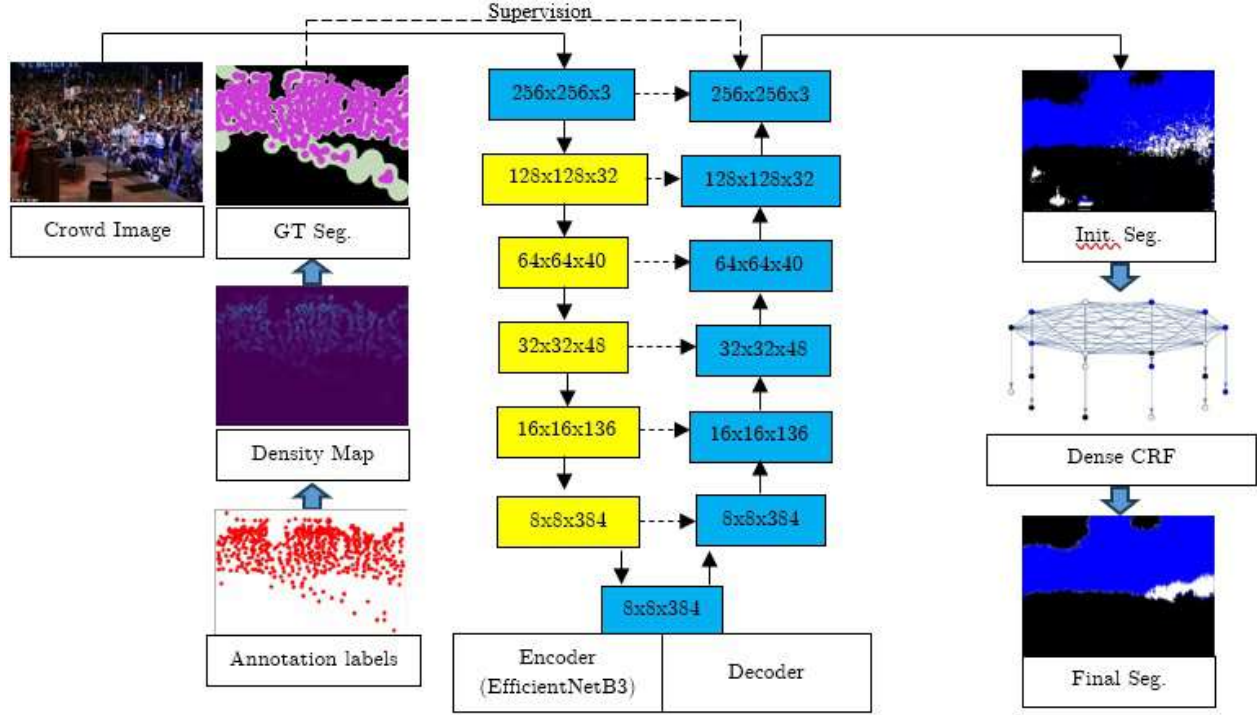 Supervision
Crowd Image
GT Seg.
Density Map
Annotation labels
256x256x3
128x128x32
64x64x40
32x32x48
16x16x136
8x8x384
8x8x384
256x256x3
128x128x32
64x64x40
32x32x48
16x16x136
8x8x384
Encoder
(EfficientNetB3)
Decoder
Init. Seg.
Dense CRF
Final Seg.